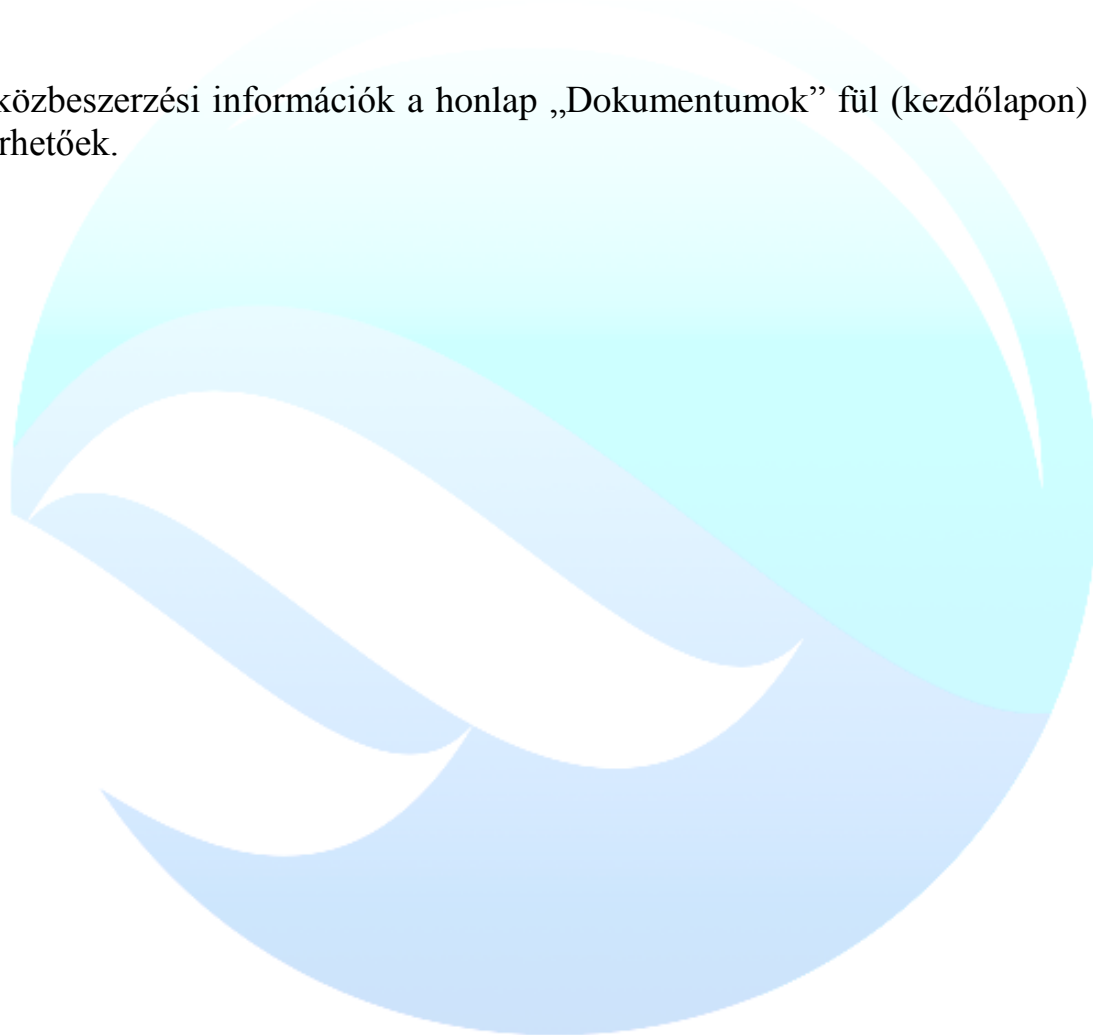 közbeszerzési információk a honlap „Dokumentumok” fül (kezdőlapon)
rhetőek.